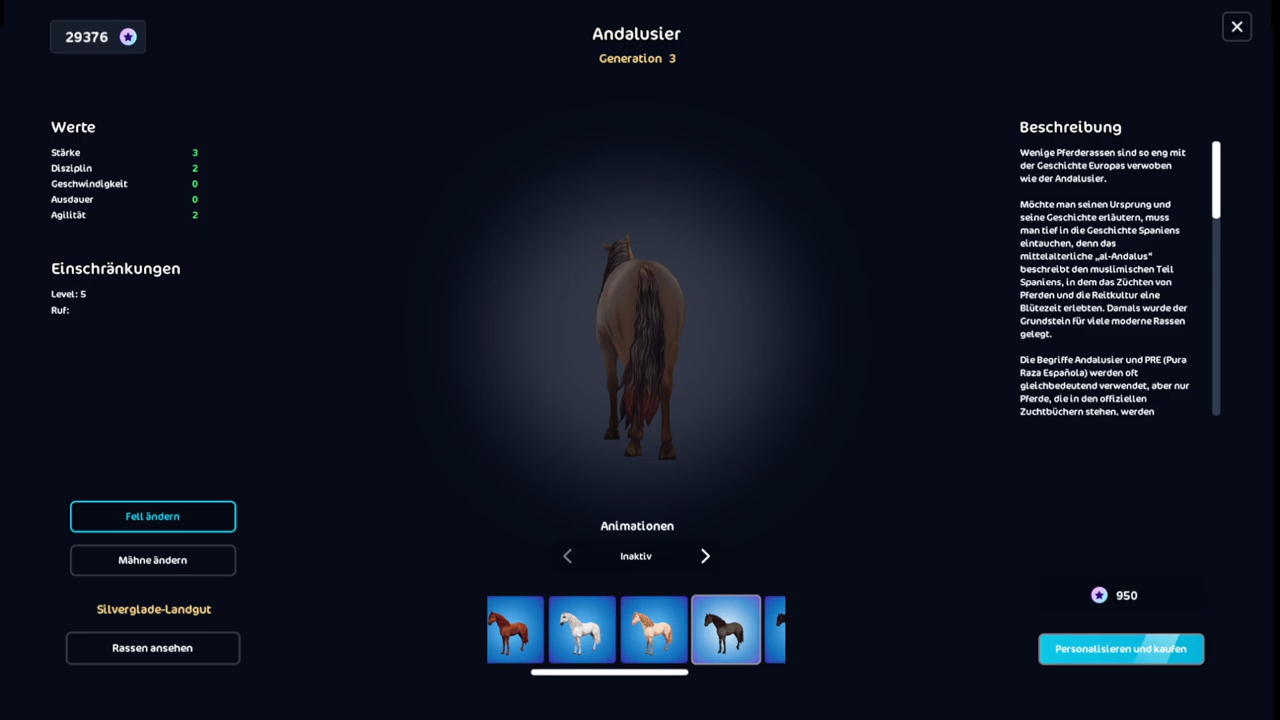 29376
Andalusier
Generation 3
Werte
Stärke 3
Disziplin 2
Geschwindigkeit 0
Ausdauer 0
Agilität 2
Einschränkungen
Level: 5
Ruf:
Beschreibung
Wenige Pferderassen sind so eng mit
der Geschichte Europas verwoben
wie der Andalusier.
Möchte man seinen Ursprung und
seine Geschichte erläutern, muss
man tief in die Geschichte Spaniens
eintauchen, denn das
mittelalterliche „al-Andalus“
beschreibt den muslimischen Teil
Spaniens, in dem das Züchten von
Pferden und die Reitkultur eine
Blütezeit erlebten. Damals wurde der
Grundstein für viele moderne Rassen
gelegt.
Die Begriffe Andalusier und PRE (Pura
Raza Española) werden oft
gleichbedeutend verwendet, aber nur
Pferde, die in den offiziellen
Zuchtbüchern stehen, werden
Fell ändern
Mähne ändern
Silverglade-Landgut
Rassen ansehen
Animationen
Inaktiv
950
Personalisieren und kaufen